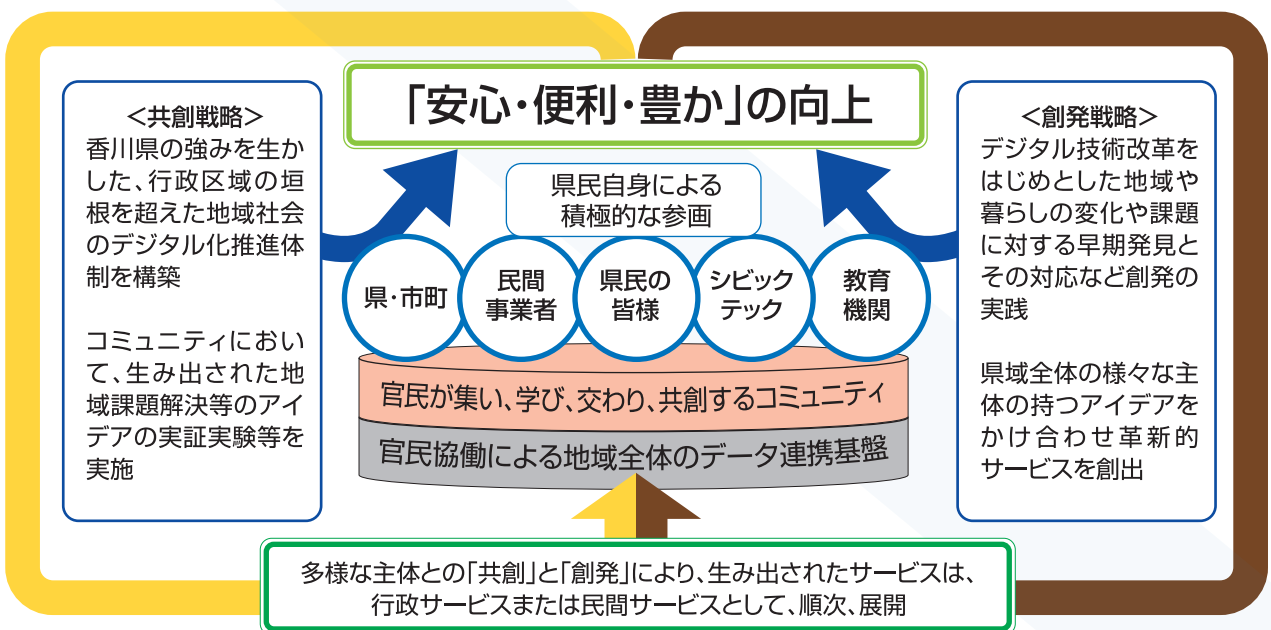 「安心・便利・豊か」の向上
＜共創戦略＞
香川県の強みを生か
した、行政区域の垣
根を超えた地域社会
のデジタル化推進体
制を構築
コミュニティにおい
て、生み出された地
域課題解決等のアイ
デアの実証実験等を
実施
県民自身による
積極的な参画
県・市町
民間
事業者
県民の
皆様
シビック
テック
教育
機関
官民が集い、学び、交わり、共創するコミュニティ
官民協働による地域全体のデータ連携基盤
＜創発戦略＞
デジタル技術改革を
はじめとした地域や
暮らしの変化や課題
に対する早期発見と
その対応など創発の
実践
県域全体の様々な主
体の持つアイデアを
かけ合わせ革新的
サービスを創出
多様な主体との「共創」と「創発」により、生み出されたサービスは、
行政サービスまたは民間サービスとして、順次、展開